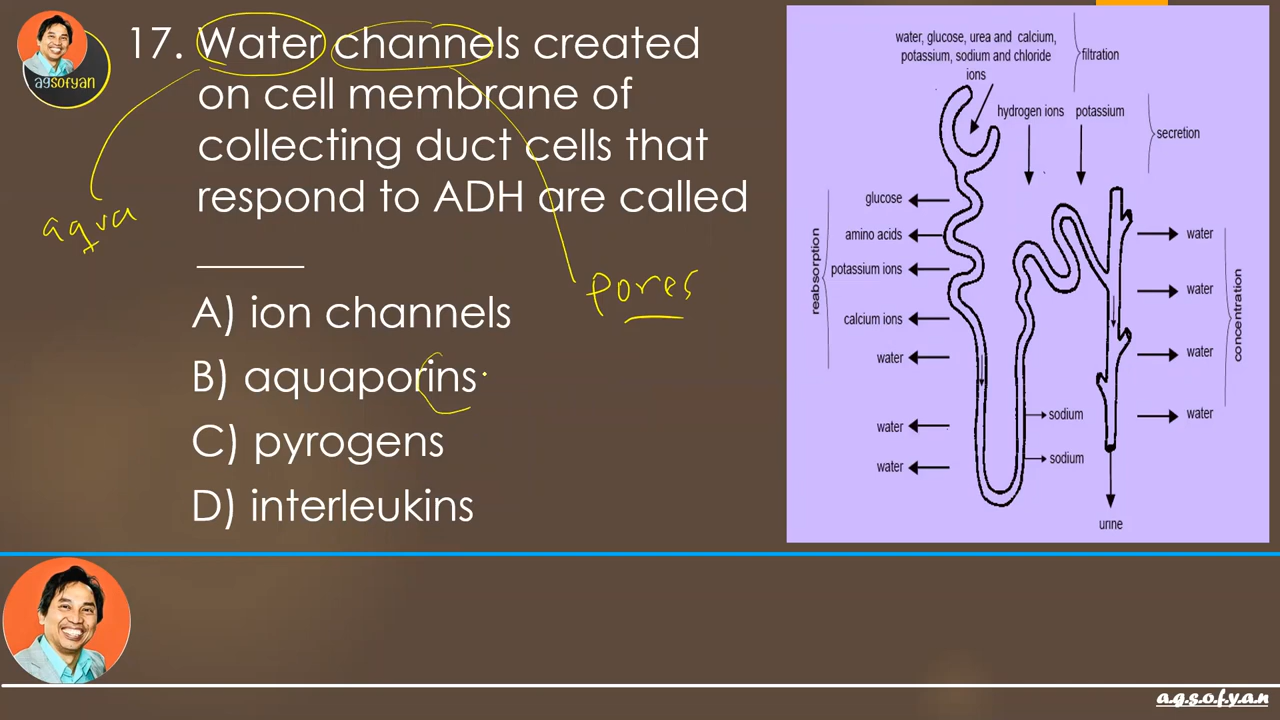 agsofyan
17. Water channels created
on cell membrane of
collecting duct cells that
respond to ADH are called
________
aqua
pores
A) ion channels
B) aquaporins
C) pyrogens
D) interleukins
water, glucose, urea and calcium,
potassium, sodium and chloride
ions
filtration
hydrogen ions
potassium
secretion
reabsorption
glucose
amino acids
potassium ions
calcium ions
water
water
water
sodium
sodium
water
water
water
water
concentration
urine
a.g.s.o.f.y.a.n